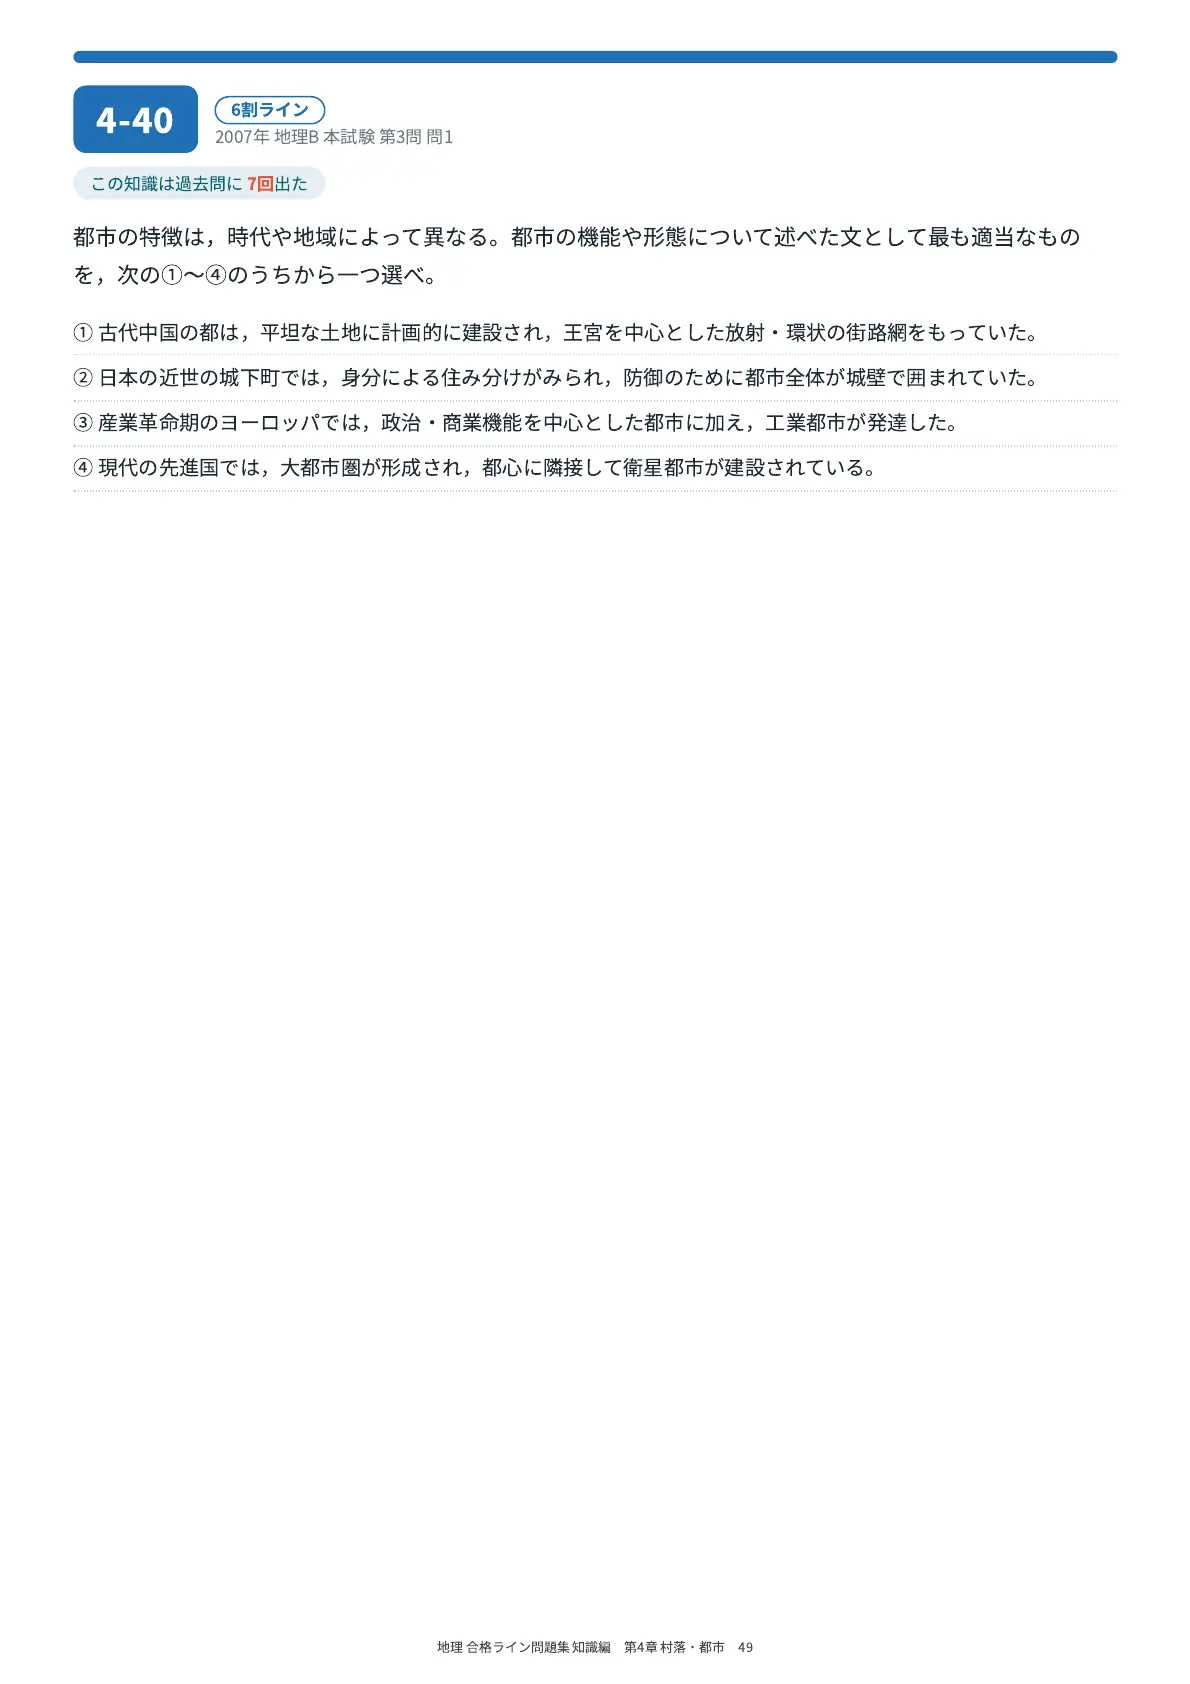 4-40
6割ライン
2007年 地理B 本試験 第3問 問1
この知識は過去問に 7回出た
都市の特徴は，時代や地域によって異なる。都市の機能や形態について述べた文として最も適当なもの
を，次の①〜④のうちから一つ選べ。
① 古代中国の都は，平坦な土地に計画的に建設され，王宮を中心とした放射・環状の街路網をもっていた。
② 日本の近世の城下町では，身分による住み分けがみられ，防御のために都市全体が城壁で囲まれていた。
③ 産業革命期のヨーロッパでは，政治・商業機能を中心とした都市に加え，工業都市が発達した。
④ 現代の先進国では，大都市圏が形成され，都心に隣接して衛星都市が建設されている。
地理 合格ライン問題集 知識編　第4章 村落・都市　49